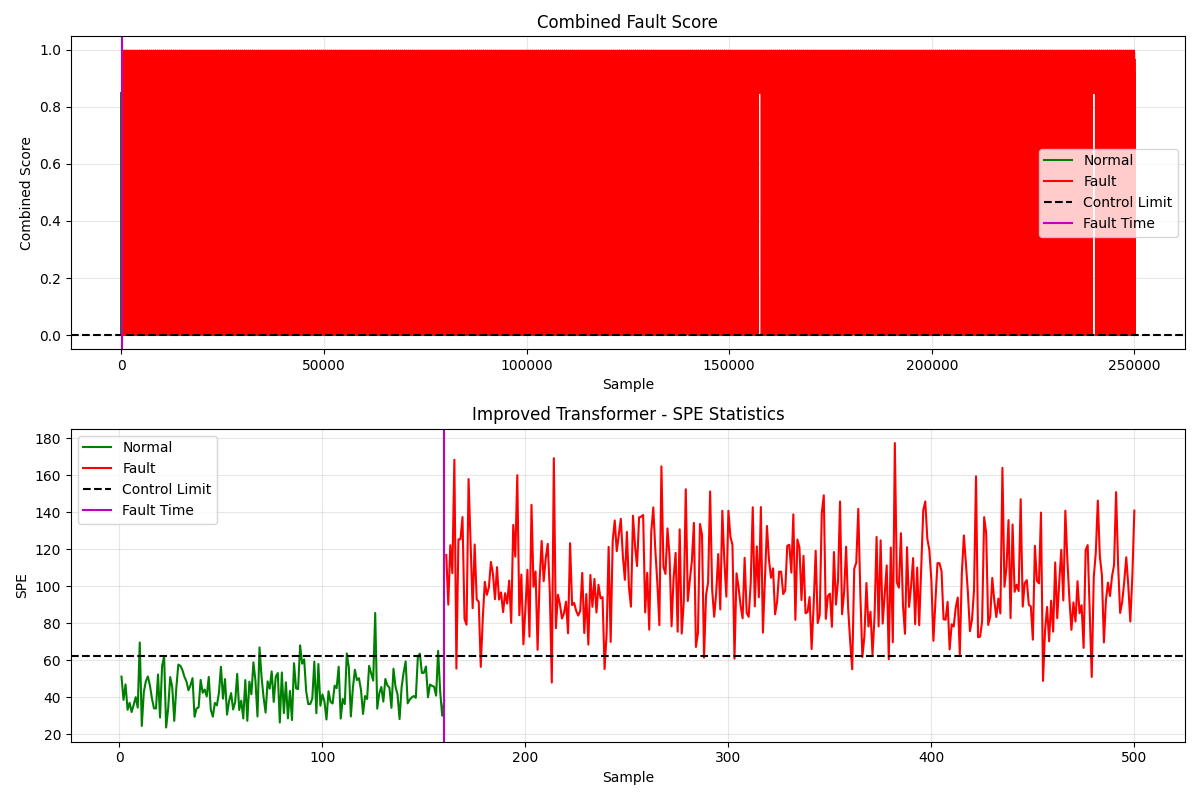 Combined Fault Score
1.0
0.8
0.6
0.4
0.2
0.0
Combined Score
Normal
Fault
Control Limit
Fault Time
0 50000 100000 150000 200000 250000
Sample
Improved Transformer - SPE Statistics
180
160
140
120
100
80
60
40
20
SPE
Normal
Fault
Control Limit
Fault Time
0 100 200 300 400 500
Sample